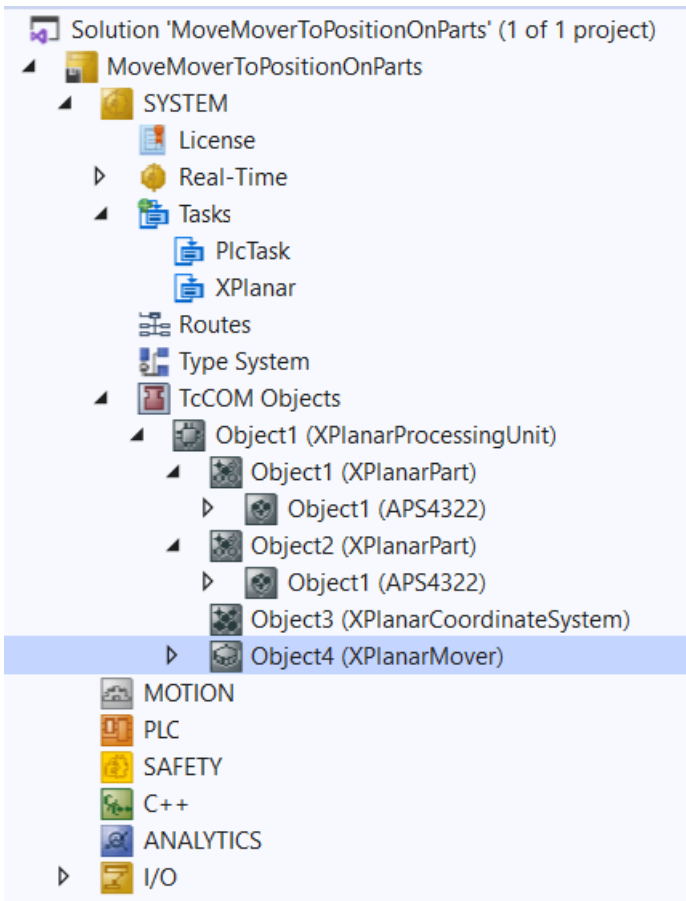 Solution 'MoveMoverToPositionOnParts' (1 of 1 project)
MoveMoverToPositionOnParts
SYSTEM
License
Real-Time
Tasks
PlcTask
XPlanar
Routes
Type System
TcCOM Objects
Object1 (XPlanarProcessingUnit)
Object1 (XPlanarPart)
Object1 (APS4322)
Object2 (XPlanarPart)
Object1 (APS4322)
Object3 (XPlanarCoordinateSystem)
Object4 (XPlanarMover)
MOTION
PLC
SAFETY
C++
ANALYTICS
I/O